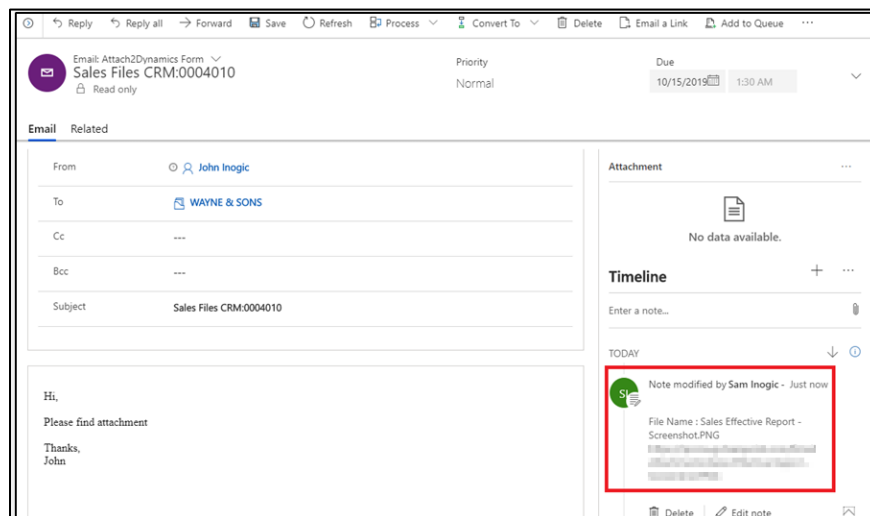 Reply Reply all Forward Save Refresh Process Convert To Delete Email a Link Add to Queue ...
Email: Attach2Dynamics Form
Sales Files CRM:0004010
Read only
Priority
Normal
Due
10/15/2019 1:30 AM
Email Related
From John Inogic
To WAYNE & SONS
Cc ---
Bcc ---
Subject Sales Files CRM:0004010
Hi,
Please find attachment
Thanks,
John
Attachment ...
No data available.
Timeline + ...
Enter a note...
TODAY
SI
Note modified by Sam Inogic - Just now
File Name : Sales Effective Report -
Screenshot.PNG
Delete Edit note